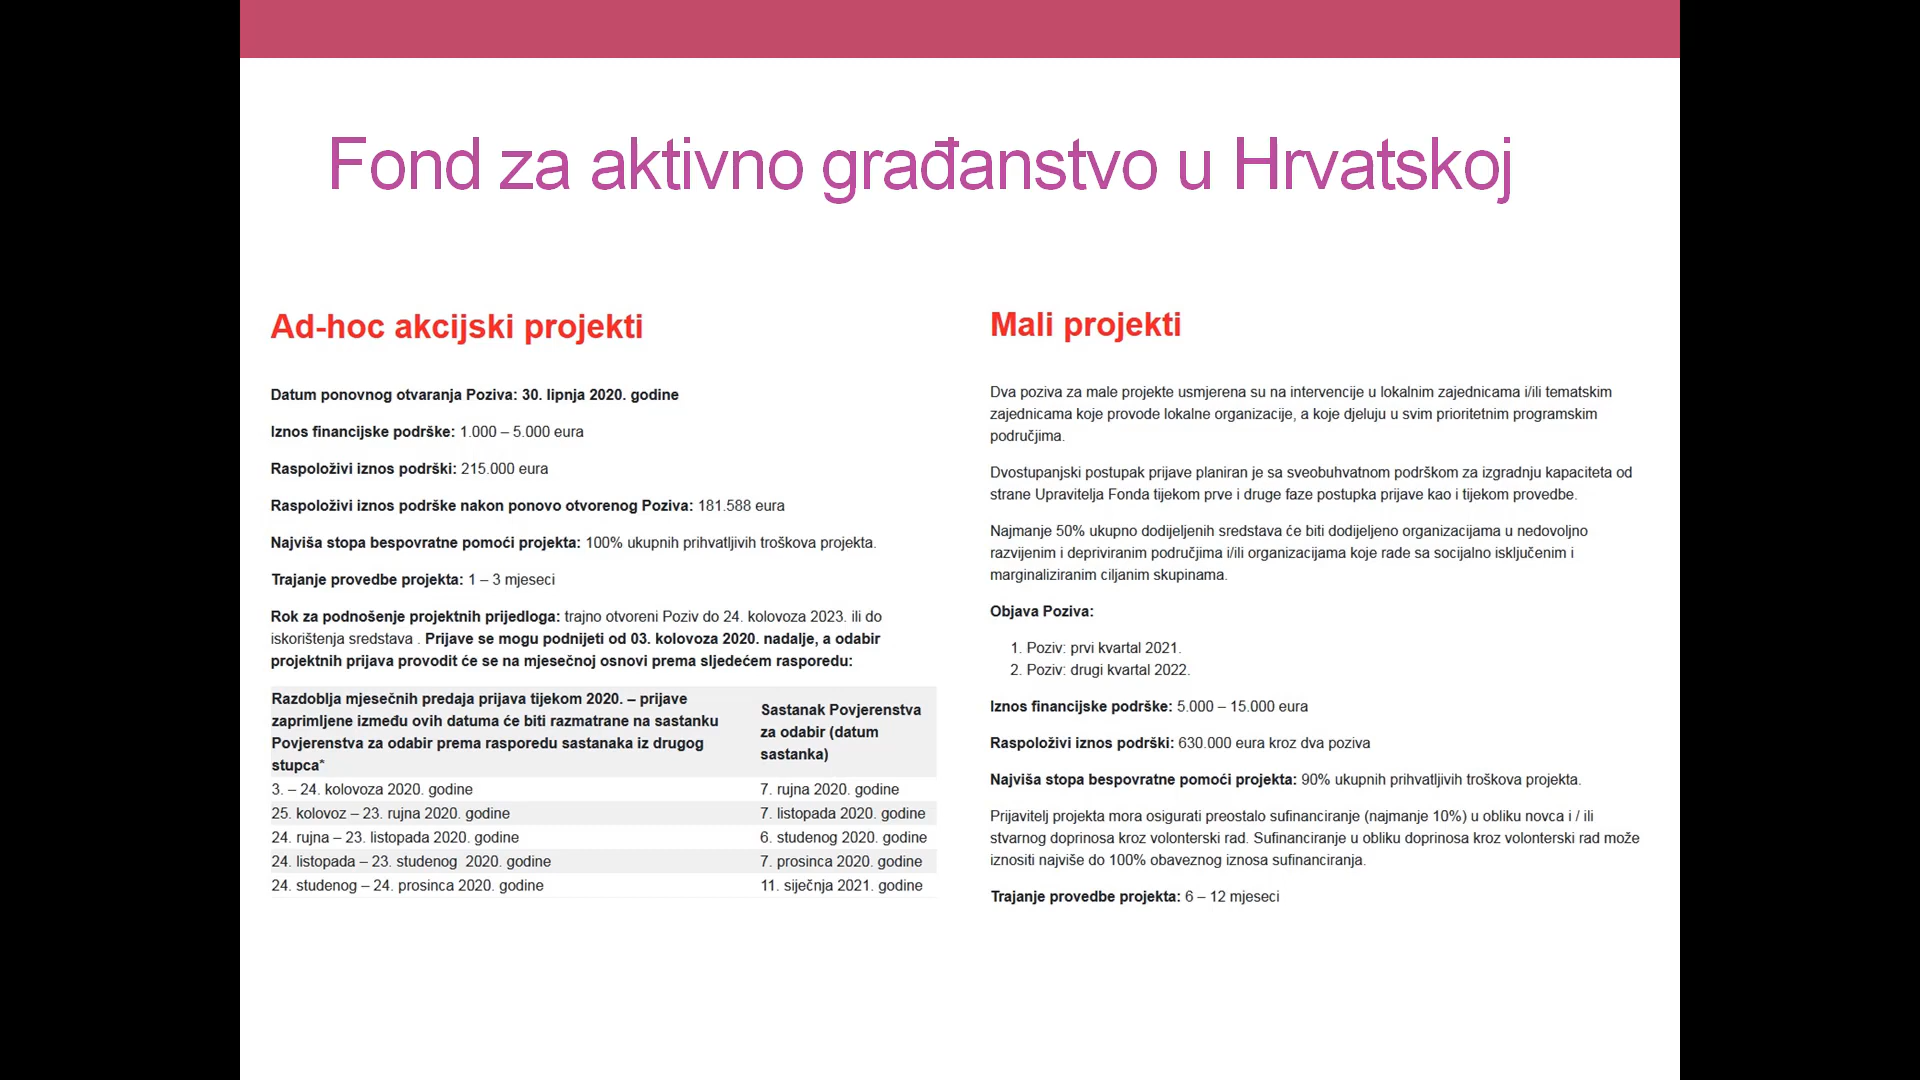 Fond za aktivno građanstvo u Hrvatskoj
Ad-hoc akcijski projekti
Datum ponovnog otvaranja Poziva: 30. lipnja 2020. godine
Iznos financijske podrške: 1.000 – 5.000 eura
Raspoloživi iznos podrški: 215.000 eura
Raspoloživi iznos podrške nakon ponovo otvorenog Poziva: 181.588 eura
Najviša stopa bespovratne pomoći projekta: 100% ukupnih prihvatljivih troškova projekta.
Trajanje provedbe projekta: 1 – 3 mjeseci
Rok za podnošenje projektnih prijedloga: trajno otvoreni Poziv do 24. kolovoza 2023. ili do
iskorištenja sredstava . Prijave se mogu podnijeti od 03. kolovoza 2020. nadalje, a odabir
projektnih prijava provodit će se na mjesečnoj osnovi prema sljedećem rasporedu:
Razdoblja mjesečnih predaja prijava tijekom 2020. – prijave
zaprimljene između ovih datuma će biti razmatrane na sastanku
Povjerenstva za odabir prema rasporedu sastanaka iz drugog
stupca*
Sastanak Povjerenstva
za odabir (datum
sastanka)
3. – 24. kolovoza 2020. godine 7. rujna 2020. godine
25. kolovoz – 23. rujna 2020. godine 7. listopada 2020. godine
24. rujna – 23. listopada 2020. godine 6. studenog 2020. godine
24. listopada – 23. studenog  2020. godine 7. prosinca 2020. godine
24. studenog – 24. prosinca 2020. godine 11. siječnja 2021. godine
Mali projekti
Dva poziva za male projekte usmjerena su na intervencije u lokalnim zajednicama i/ili tematskim
zajednicama koje provode lokalne organizacije, a koje djeluju u svim prioritetnim programskim
područjima.
Dvostupanjski postupak prijave planiran je sa sveobuhvatnom podrškom za izgradnju kapaciteta od
strane Upravitelja Fonda tijekom prve i druge faze postupka prijave kao i tijekom provedbe.
Najmanje 50% ukupno dodijeljenih sredstava će biti dodijeljeno organizacijama u nedovoljno
razvijenim i depriviranim područjima i/ili organizacijama koje rade sa socijalno isključenim i
marginaliziranim ciljanim skupinama.
Objava Poziva:
1. Poziv: prvi kvartal 2021.
2. Poziv: drugi kvartal 2022.
Iznos financijske podrške: 5.000 – 15.000 eura
Raspoloživi iznos podrški: 630.000 eura kroz dva poziva
Najviša stopa bespovratne pomoći projekta: 90% ukupnih prihvatljivih troškova projekta.
Prijavitelj projekta mora osigurati preostalo sufinanciranje (najmanje 10%) u obliku novca i / ili
stvarnog doprinosa kroz volonterski rad. Sufinanciranje u obliku doprinosa kroz volonterski rad može
iznositi najviše do 100% obaveznog iznosa sufinanciranja.
Trajanje provedbe projekta: 6 – 12 mjeseci